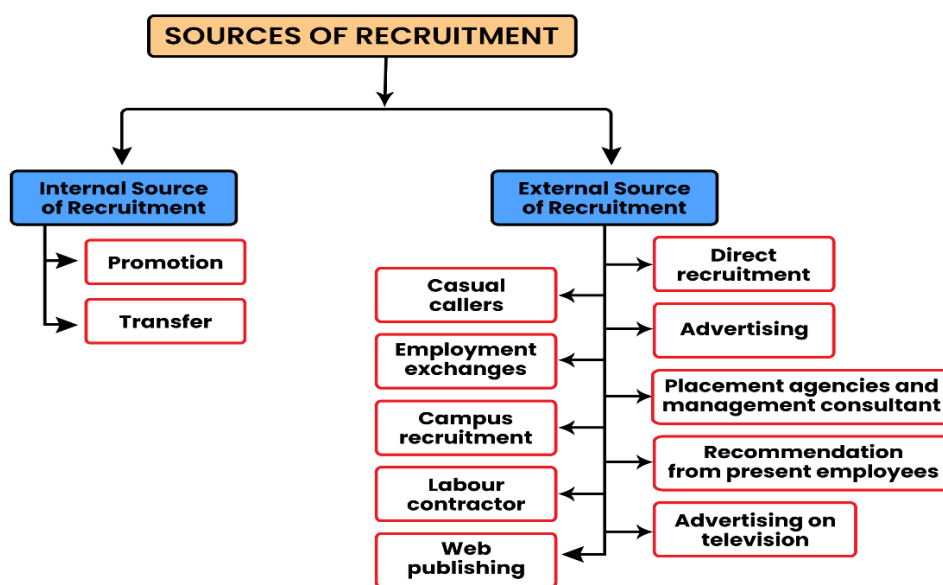 SOURCES OF RECRUITMENT
Internal Source
of Recruitment
Promotion
Transfer
External Source
of Recruitment
Direct
recruitment
Casual
callers
Advertising
Employment
exchanges
Placement agencies and
management consultant
Campus
recruitment
Recommendation
from present employees
Labour
contractor
Advertising on
television
Web
publishing